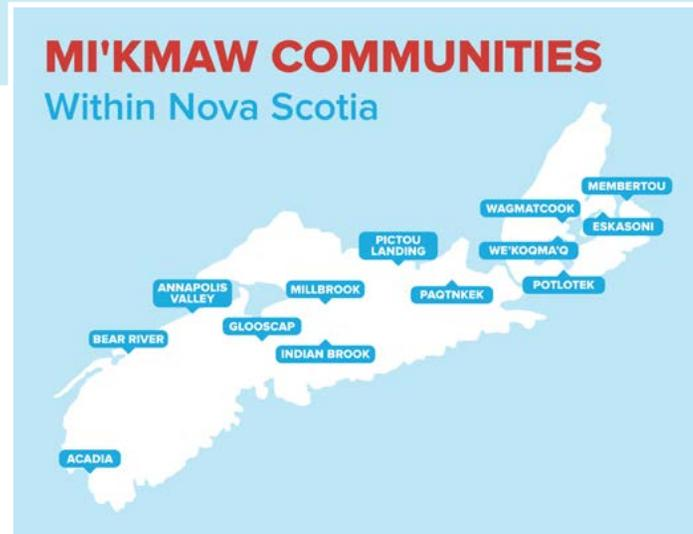 MI'KMAW COMMUNITIES
Within Nova Scotia
MEMBERTOU
WAGMATCOOK
ESKASONI
PICTOU
LANDING
WE'KOQMA'Q
POTLOTEK
ANNAPOLIS
VALLEY
MILLBROOK
PAQTNKEK
GLOOSCAP
BEAR RIVER
INDIAN BROOK
ACADIA